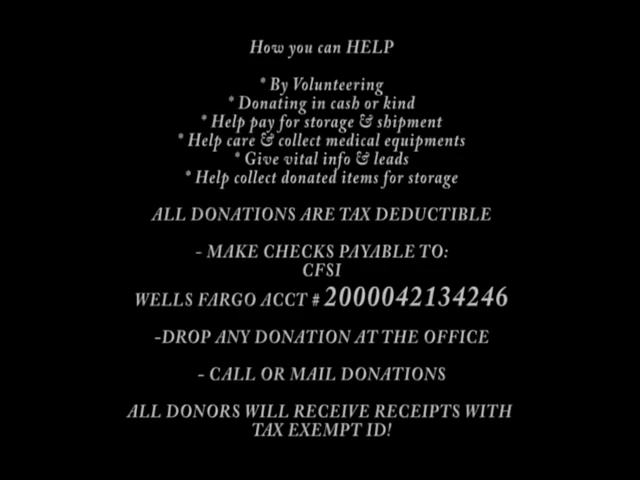 How you can HELP
* By Volunteering
* Donating in cash or kind
* Help pay for storage & shipment
* Help care & collect medical equipments
* Give vital info & leads
* Help collect donated items for storage
ALL DONATIONS ARE TAX DEDUCTIBLE
- MAKE CHECKS PAYABLE TO:
CFSI
WELLS FARGO ACCT # 2000042134246
-DROP ANY DONATION AT THE OFFICE
- CALL OR MAIL DONATIONS
ALL DONORS WILL RECEIVE RECEIPTS WITH
TAX EXEMPT ID!